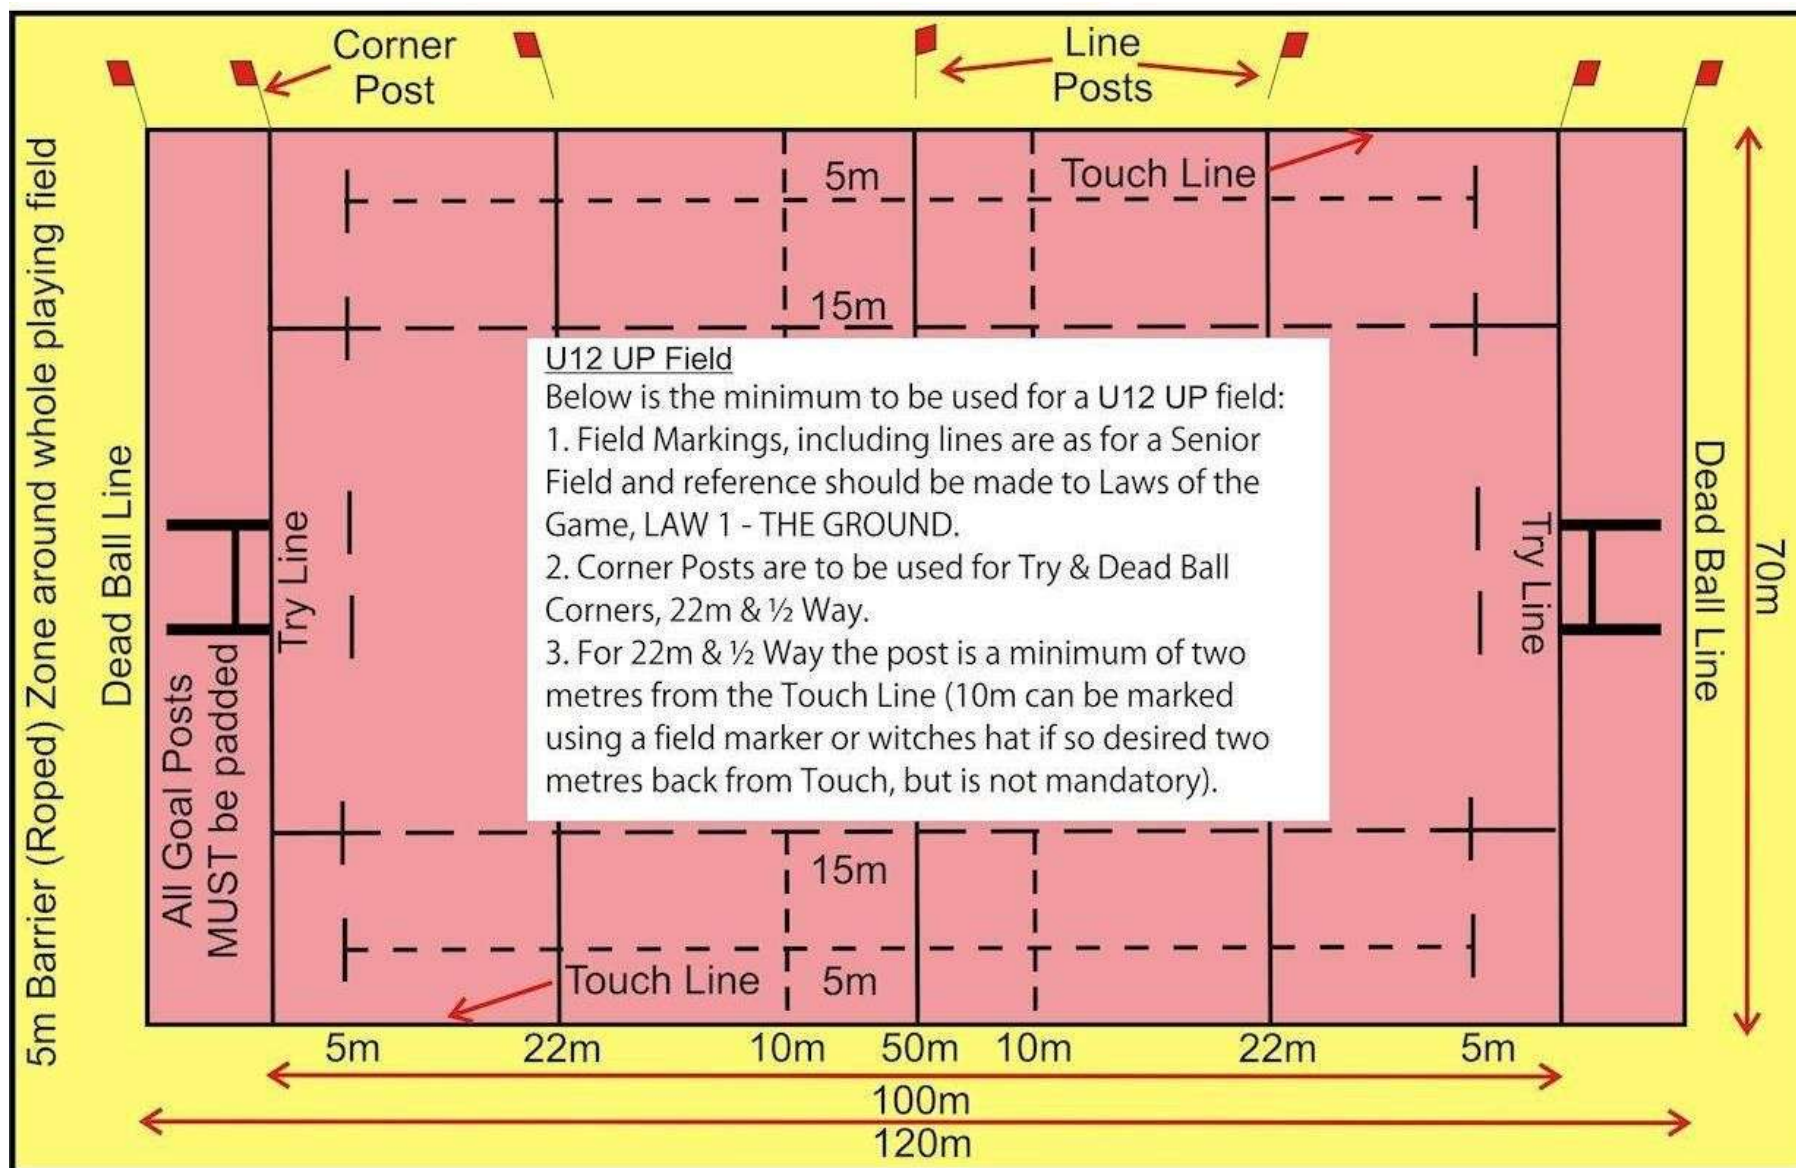 Corner
Post
Line
Posts
5m Barrier (Roped) Zone around whole playing field
5m
Touch Line
15m
U12 UP Field
Below is the minimum to be used for a U12 UP field:
1. Field Markings, including lines are as for a Senior
Field and reference should be made to Laws of the
Game, LAW 1 - THE GROUND.
2. Corner Posts are to be used for Try & Dead Ball
Corners, 22m & ½ Way.
3. For 22m & ½ Way the post is a minimum of two
metres from the Touch Line (10m can be marked
using a field marker or witches hat if so desired two
metres back from Touch, but is not mandatory).
Dead Ball Line
Try Line
All Goal Posts
MUST be padded
Try Line
Dead Ball Line
70m
15m
Touch Line
5m
5m 22m 10m 50m 10m 22m 5m
100m
120m